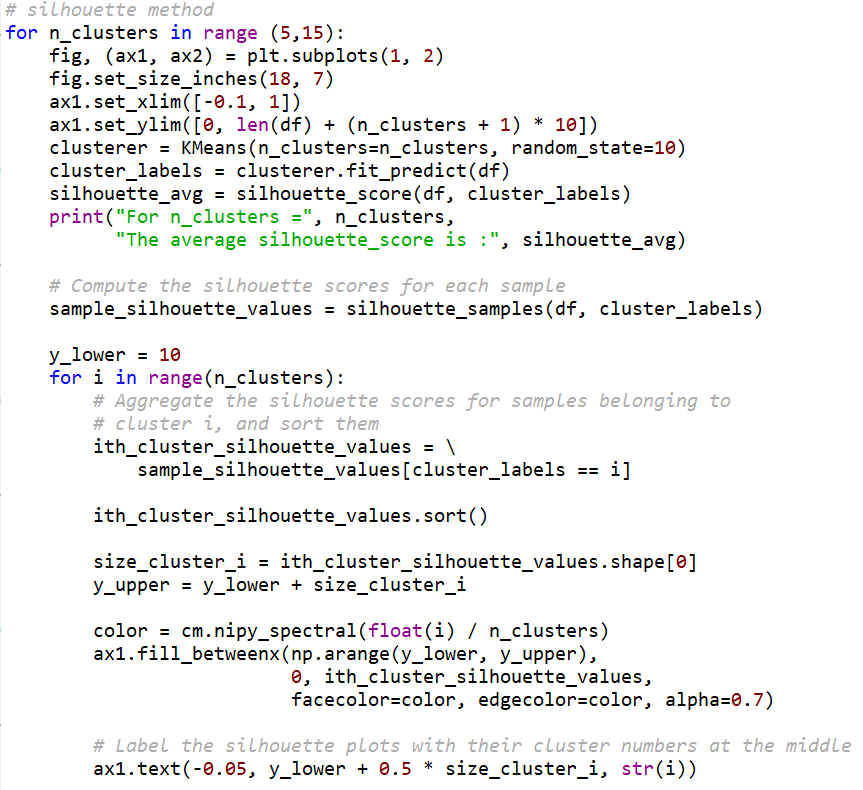 # silhouette method
for n_clusters in range (5,15):
    fig, (ax1, ax2) = plt.subplots(1, 2)
    fig.set_size_inches(18, 7)
    ax1.set_xlim([-0.1, 1])
    ax1.set_ylim([0, len(df) + (n_clusters + 1) * 10])
    clusterer = KMeans(n_clusters=n_clusters, random_state=10)
    cluster_labels = clusterer.fit_predict(df)
    silhouette_avg = silhouette_score(df, cluster_labels)
    print("For n_clusters =", n_clusters,
          "The average silhouette_score is :", silhouette_avg)
    # Compute the silhouette scores for each sample
    sample_silhouette_values = silhouette_samples(df, cluster_labels)
    y_lower = 10
    for i in range(n_clusters):
        # Aggregate the silhouette scores for samples belonging to
        # cluster i, and sort them
        ith_cluster_silhouette_values = \
            sample_silhouette_values[cluster_labels == i]
        ith_cluster_silhouette_values.sort()
        size_cluster_i = ith_cluster_silhouette_values.shape[0]
        y_upper = y_lower + size_cluster_i
        color = cm.nipy_spectral(float(i) / n_clusters)
        ax1.fill_betweenx(np.arange(y_lower, y_upper),
                          0, ith_cluster_silhouette_values,
                          facecolor=color, edgecolor=color, alpha=0.7)
        # Label the silhouette plots with their cluster numbers at the middle
        ax1.text(-0.05, y_lower + 0.5 * size_cluster_i, str(i))